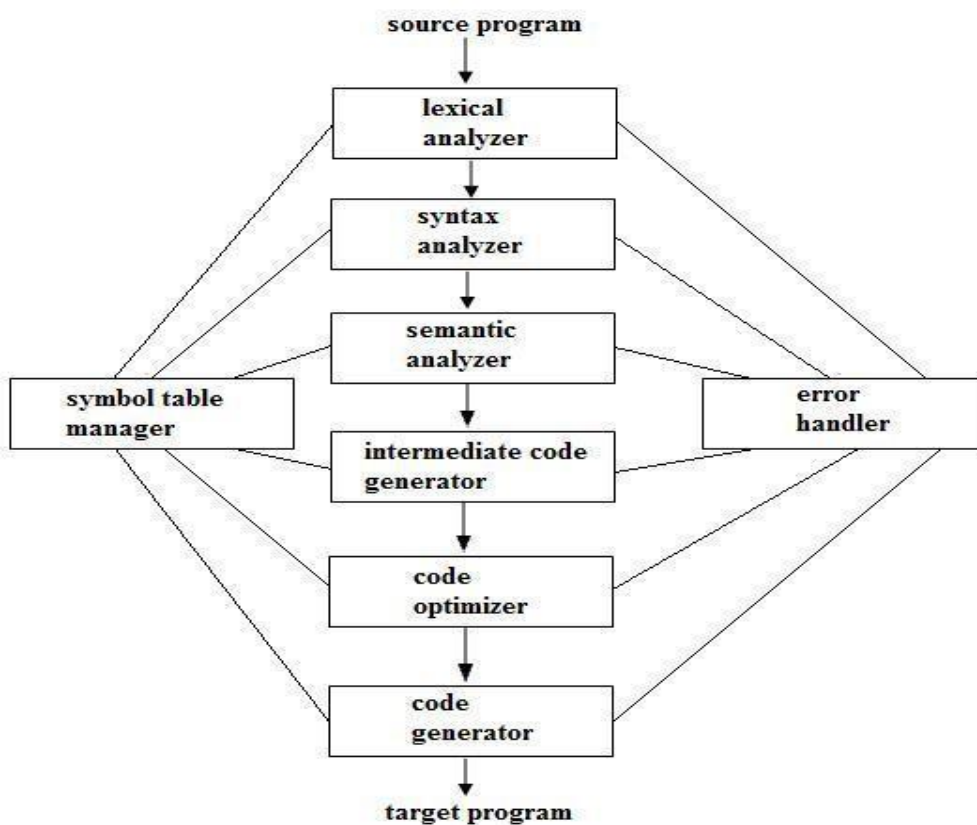 source program
lexical
analyzer
syntax
analyzer
semantic
analyzer
symbol table
manager
error
handler
intermediate code
generator
code
optimizer
code
generator
target program